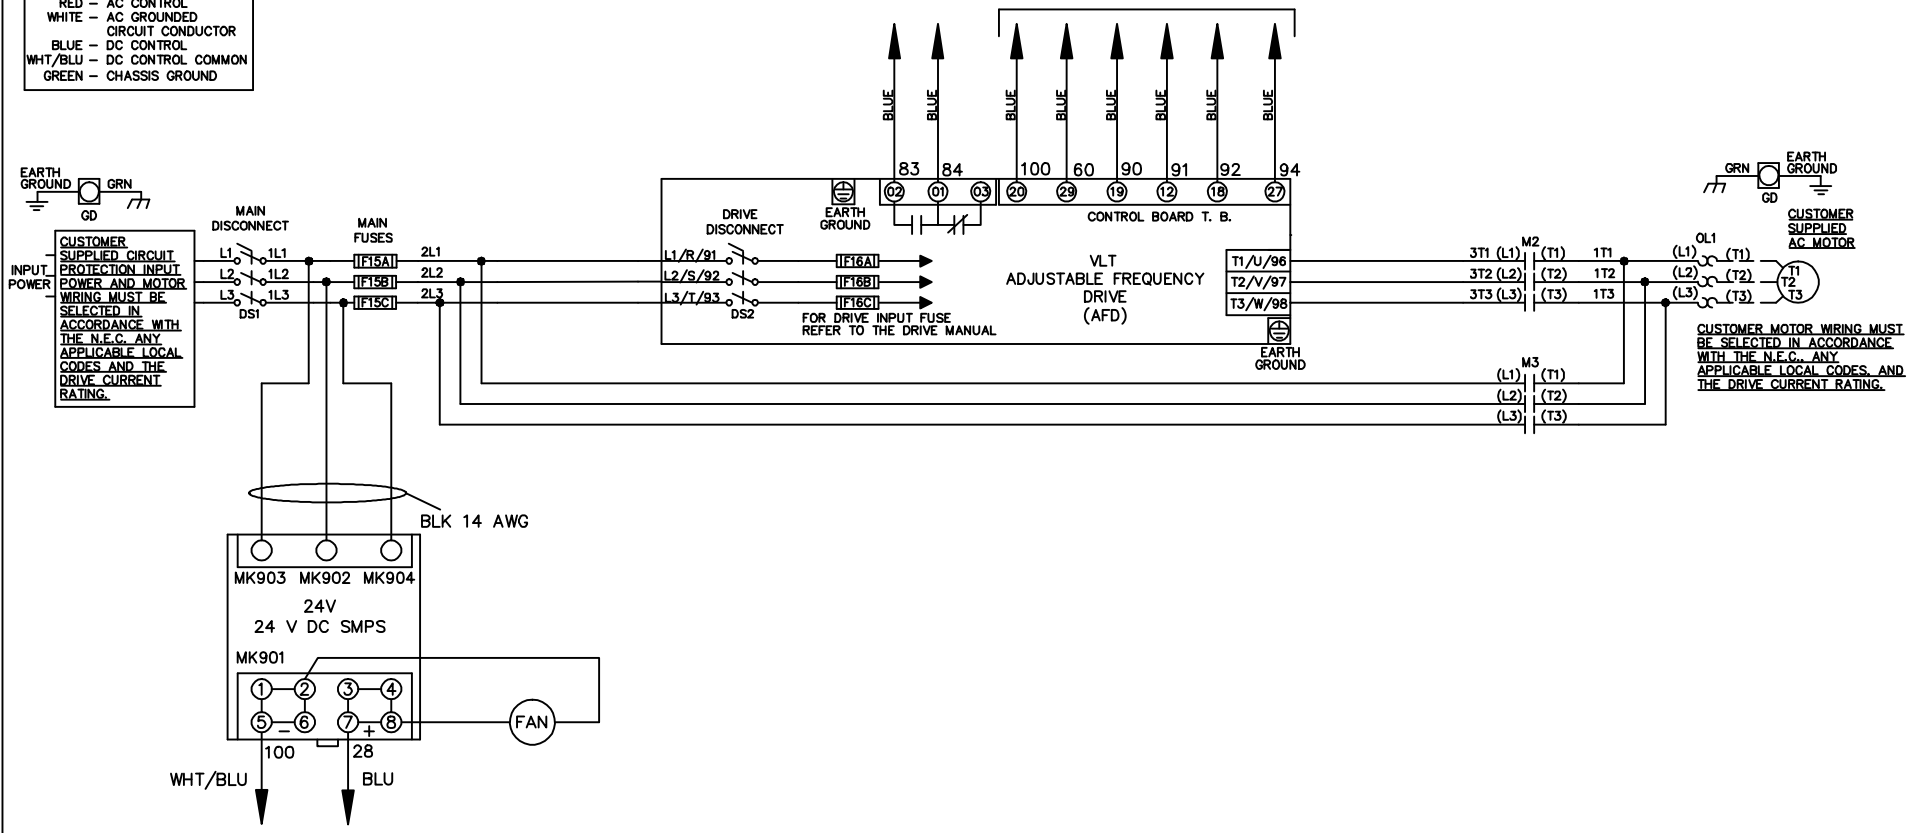 RED – AC CONTROL
WHITE – AC GROUNDED
CIRCUIT CONDUCTOR
BLUE – DC CONTROL
WHT/BLU – DC CONTROL COMMON
GREEN – CHASSIS GROUND
BLUE
BLUE
BLUE
BLUE
BLUE
BLUE
BLUE
BLUE
83
84
100
60
90
91
92
94
02
01
03
20
29
19
12
18
27
EARTH
GROUND
CONTROL BOARD T. B.
EARTH
GROUND
GRN
GD
INPUT
POWER
CUSTOMER
SUPPLIED CIRCUIT
PROTECTION INPUT
POWER AND MOTOR
WIRING MUST BE
SELECTED IN
ACCORDANCE WITH
THE N.E.C. ANY
APPLICABLE LOCAL
CODES AND THE
DRIVE CURRENT
RATING.
MAIN
DISCONNECT
L1 1L1
L2 1L2
L3 1L3
DS1
MAIN
FUSES
F15A
F15B
F15C
2L1
2L2
2L3
DRIVE
DISCONNECT
L1/R/91
L2/S/92
L3/T/93
DS2
F16A
F16B
F16C
FOR DRIVE INPUT FUSE
REFER TO THE DRIVE MANUAL
VLT
ADJUSTABLE FREQUENCY
DRIVE
(AFD)
T1/U/96
T2/V/97
T3/W/98
EARTH
GROUND
M2
3T1 (L1) (T1) 1T1
3T2 (L2) (T2) 1T2
3T3 (L3) (T3) 1T3
M3
(L1) (T1)
(L2) (T2)
(L3) (T3)
OL1
(L1) (T1)
(L2) (T2)
(L3) (T3)
T1
T2
T3
GRN
EARTH
GROUND
GD
CUSTOMER
SUPPLIED
AC MOTOR
CUSTOMER MOTOR WIRING MUST
BE SELECTED IN ACCORDANCE
WITH THE N.E.C., ANY
APPLICABLE LOCAL CODES, AND
THE DRIVE CURRENT RATING.
BLK 14 AWG
MK903 MK902 MK904
24V
24 V DC SMPS
MK901
1 2 3 4
5 6 7 8
– +
FAN
100
28
WHT/BLU
BLU